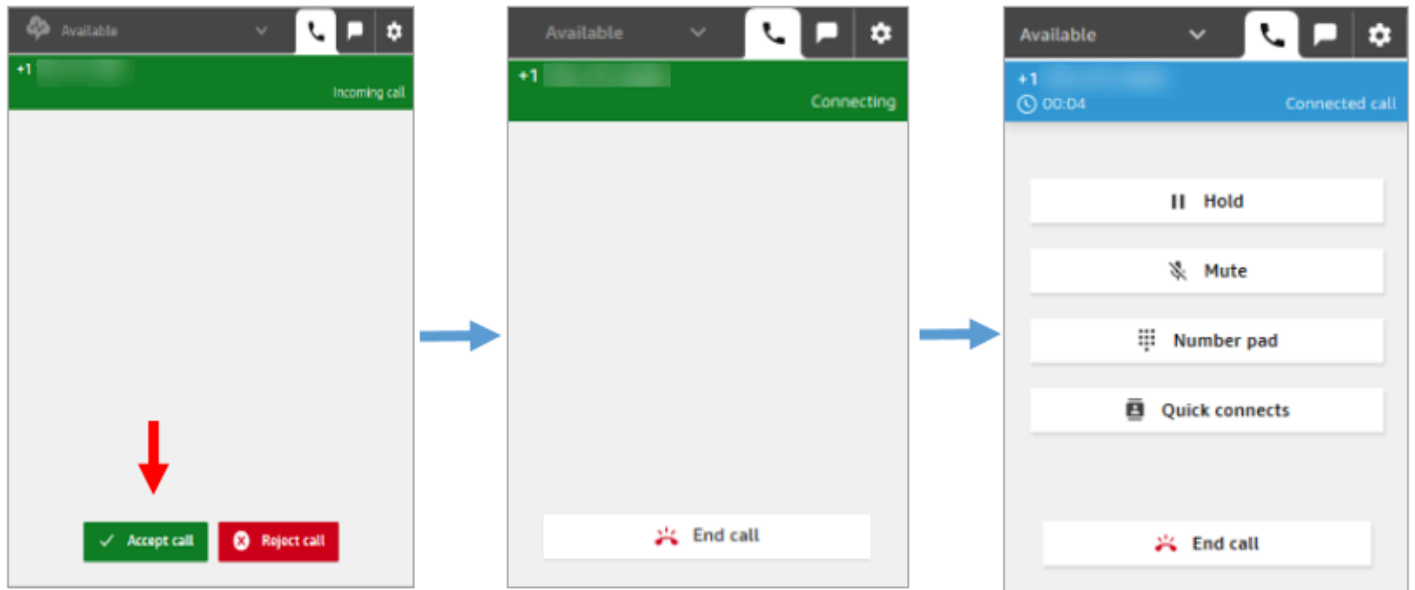 Available
+1
Incoming call
Accept call
Reject call
Available
+1
Connecting
End call
Available
+1
00:04
Connected call
Hold
Mute
Number pad
Quick connects
End call